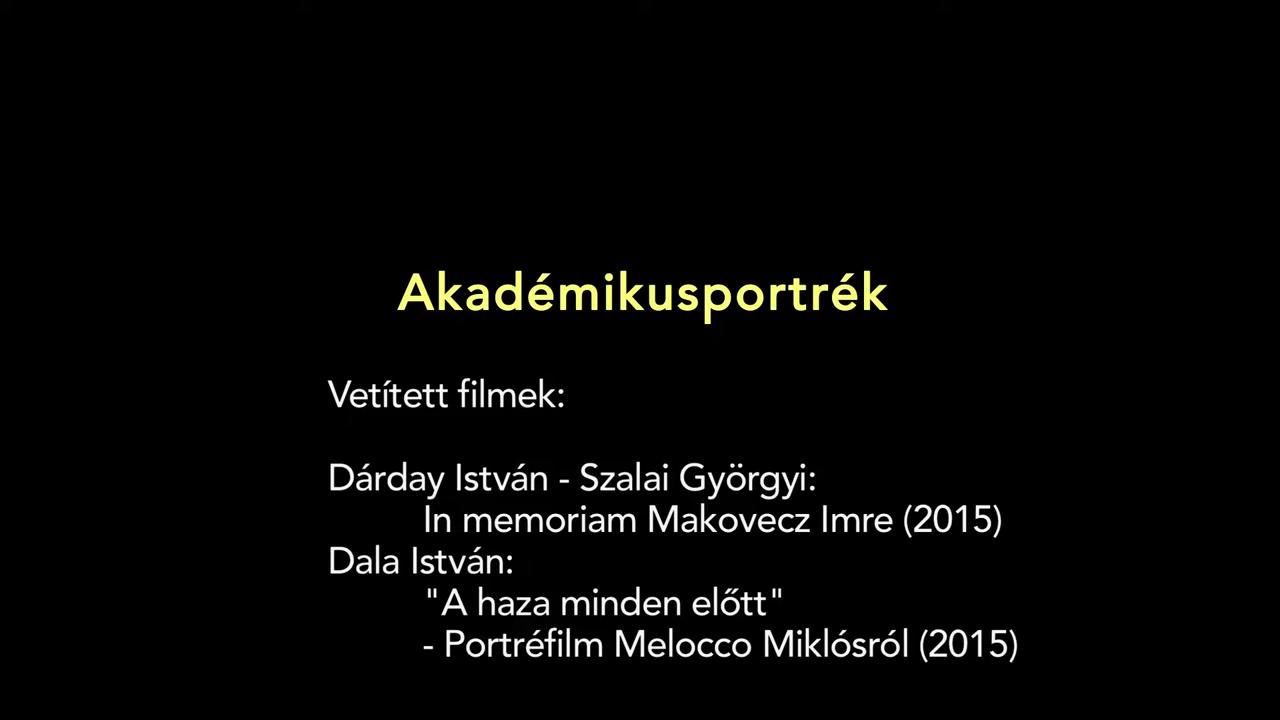 Akadémikusportrék
Vetített filmek:
Dárday István - Szalai Györgyi:
In memoriam Makovecz Imre (2015)
Dala István:
"A haza minden előtt"
- Portréfilm Melocco Miklósról (2015)